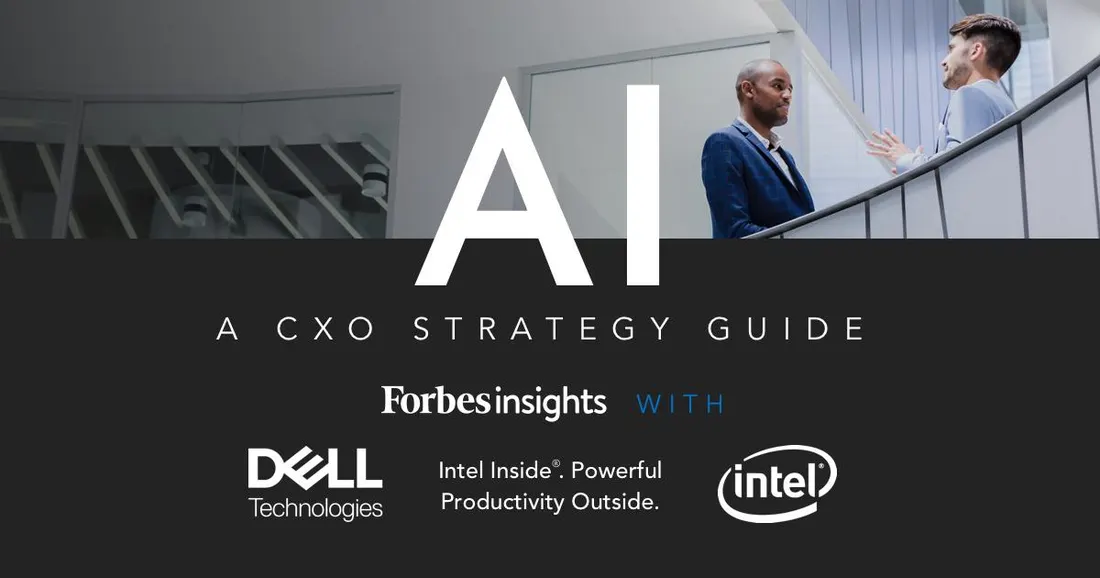 AI
A CXO STRATEGY GUIDE
Forbes insights WITH
DELL
Technologies
Intel Inside®. Powerful
Productivity Outside.
intel®